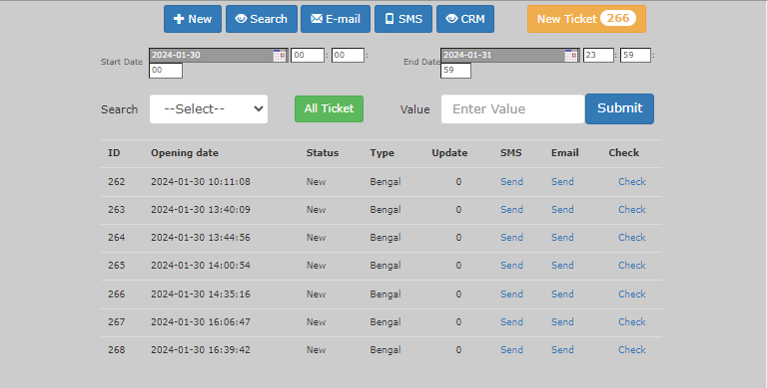 New Search E-mail SMS CRM New Ticket 266
Start Date 2024-01-30 00 : 00 : End Date 2024-01-31 23 : 59 :
00 59
Search --Select-- All Ticket Value Enter Value Submit
ID Opening date Status Type Update SMS Email Check
262 2024-01-30 10:11:08 New Bengal 0 Send Send Check
263 2024-01-30 13:40:09 New Bengal 0 Send Send Check
264 2024-01-30 13:44:56 New Bengal 0 Send Send Check
265 2024-01-30 14:00:54 New Bengal 0 Send Send Check
266 2024-01-30 14:35:16 New Bengal 0 Send Send Check
267 2024-01-30 16:06:47 New Bengal 0 Send Send Check
268 2024-01-30 16:39:42 New Bengal 0 Send Send Check